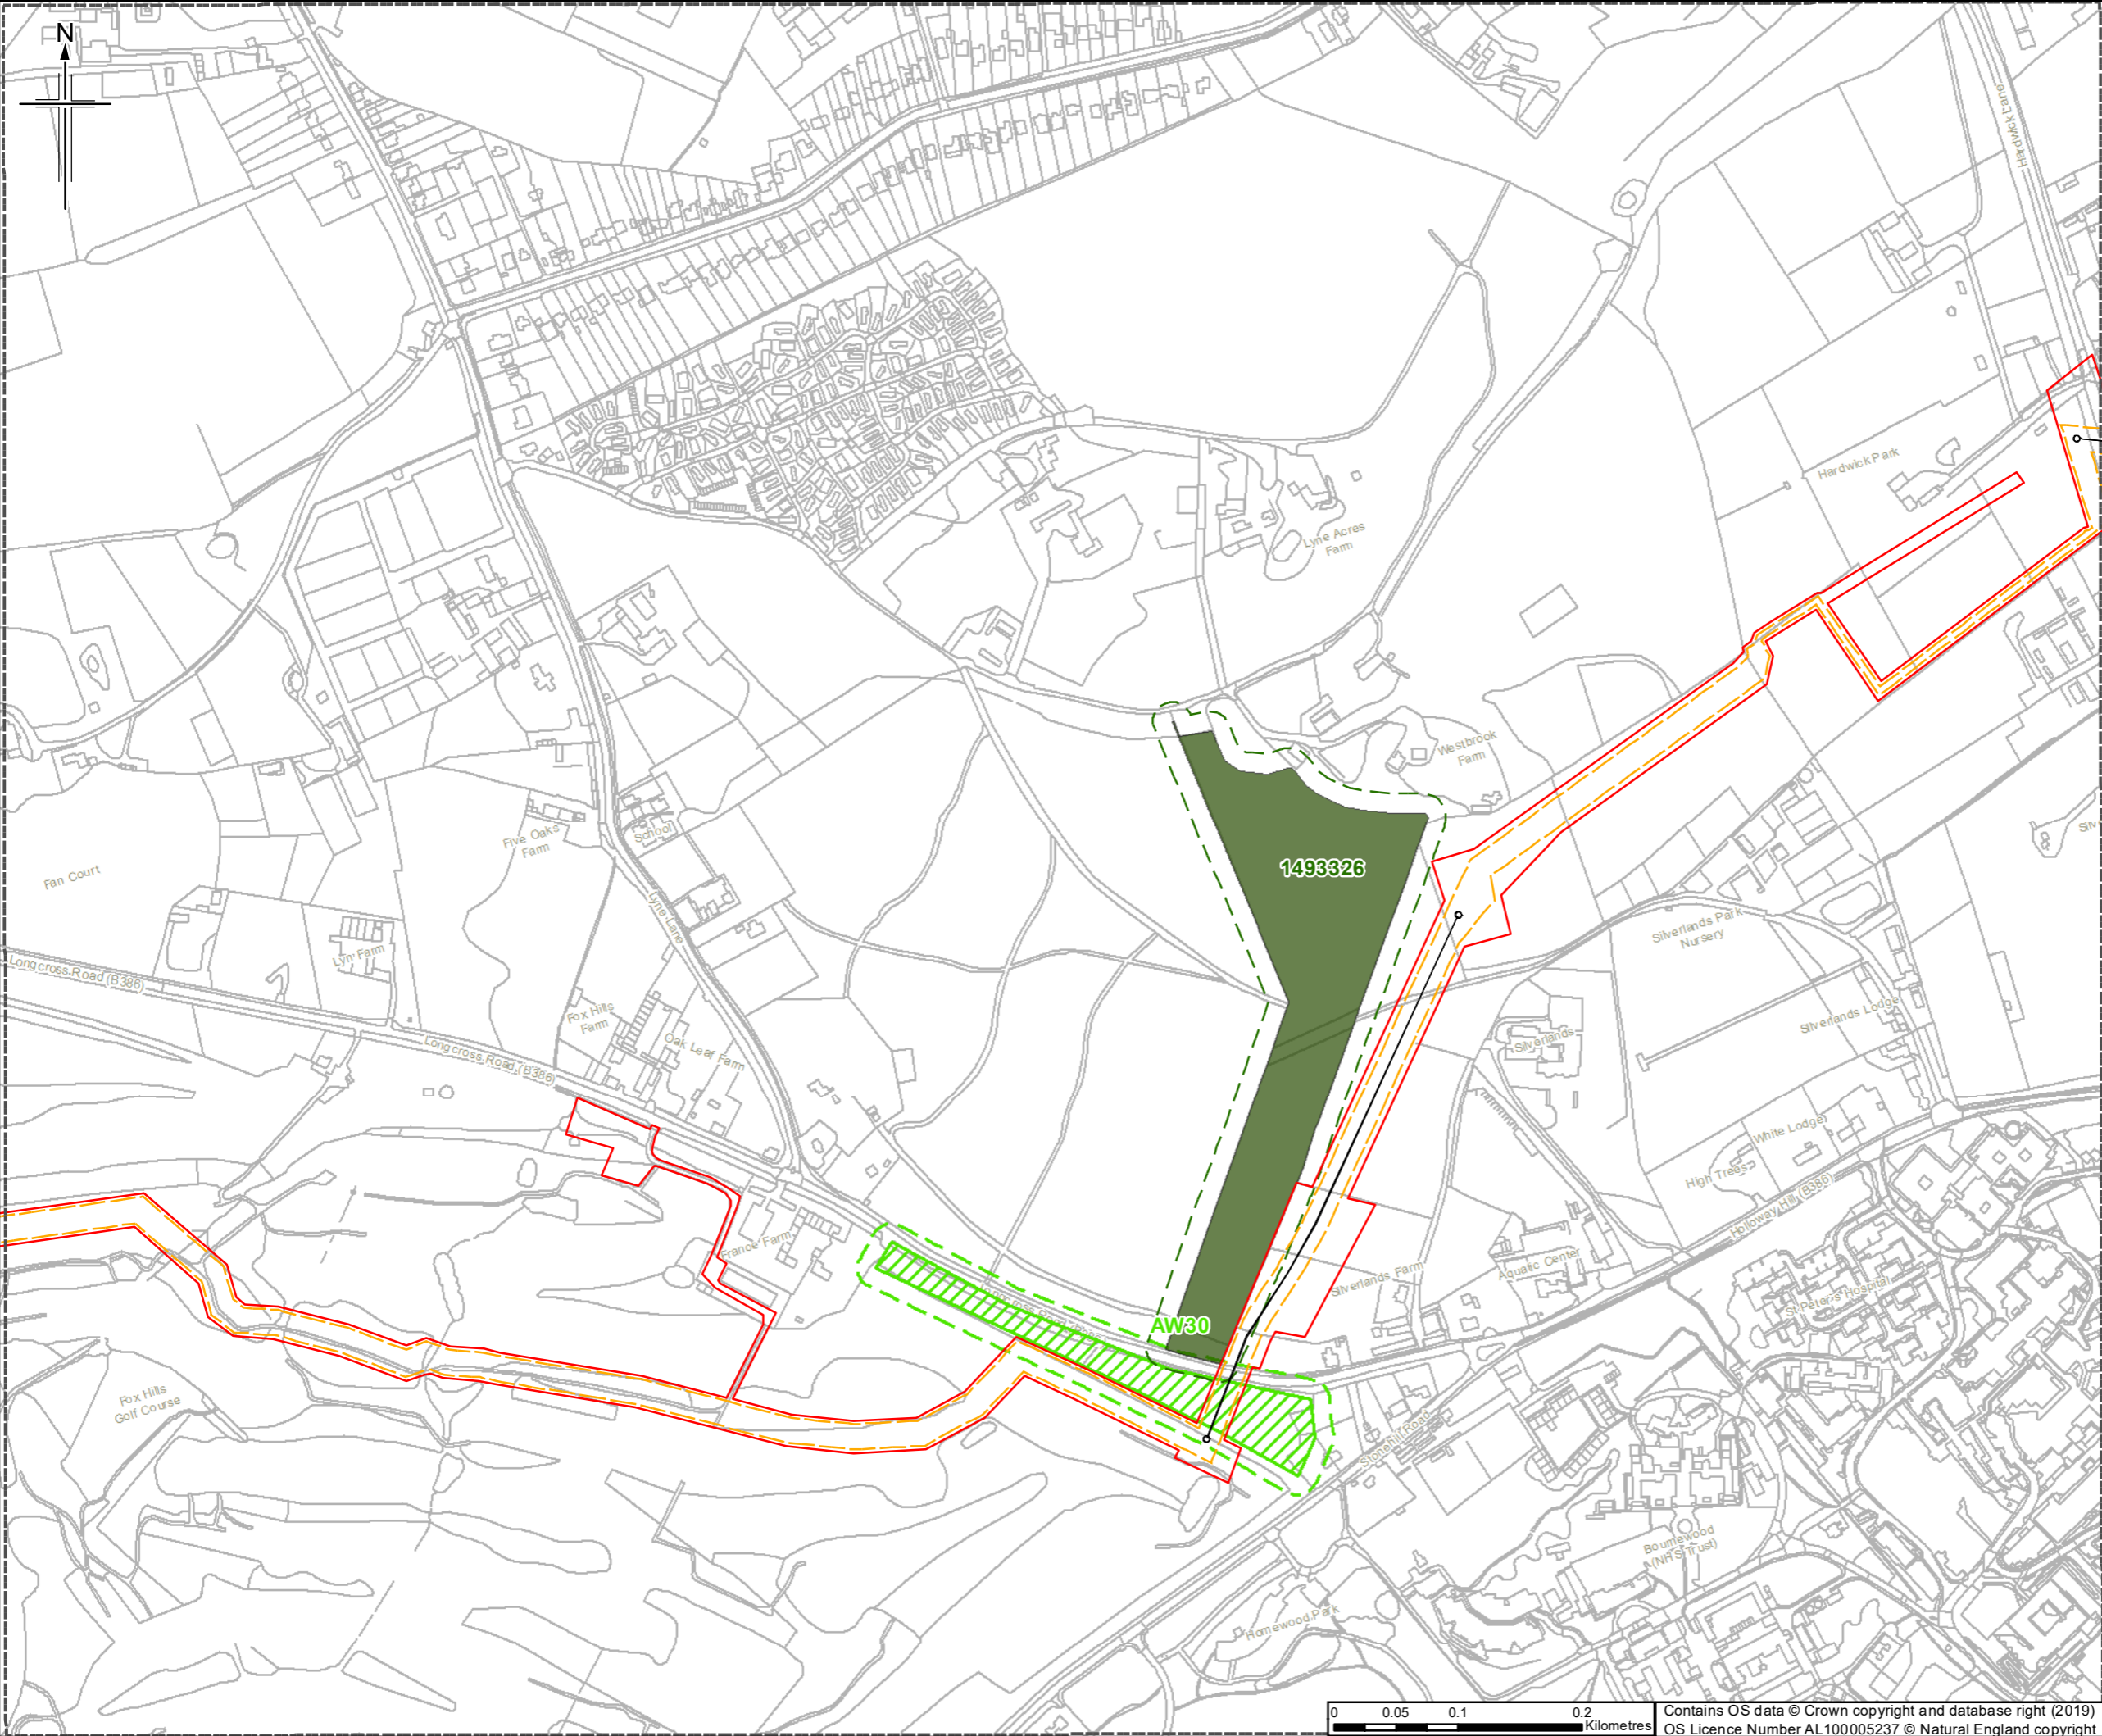 N
Hardwick Lane
Hardwick Park
Lyne Acres
Farm
Westbrook
Farm
Five Oaks
Farm
School
1493326
Fan Court
Lyne Lane
Lyn Farm
Silverlands Park
Nursery
Longcross Road (B386)
Fox Hills
Farm
Silverlands Lodge
Oak Leaf Farm
Silverlands
Longcross Road (B386)
White Lodge
High Trees
Holloway Hill (B386)
France Farm
Aquatic Center
Silverlands Farm
St Peter's Hospital
AW30
Fox Hills
Golf Course
Stonehill Road
Bournewood
(NHS Trust)
Homewood Park
0 0.05 0.1 0.2
Kilometres
Contains OS data © Crown copyright and database right (2019)
OS Licence Number AL100005237 © Natural England copyright